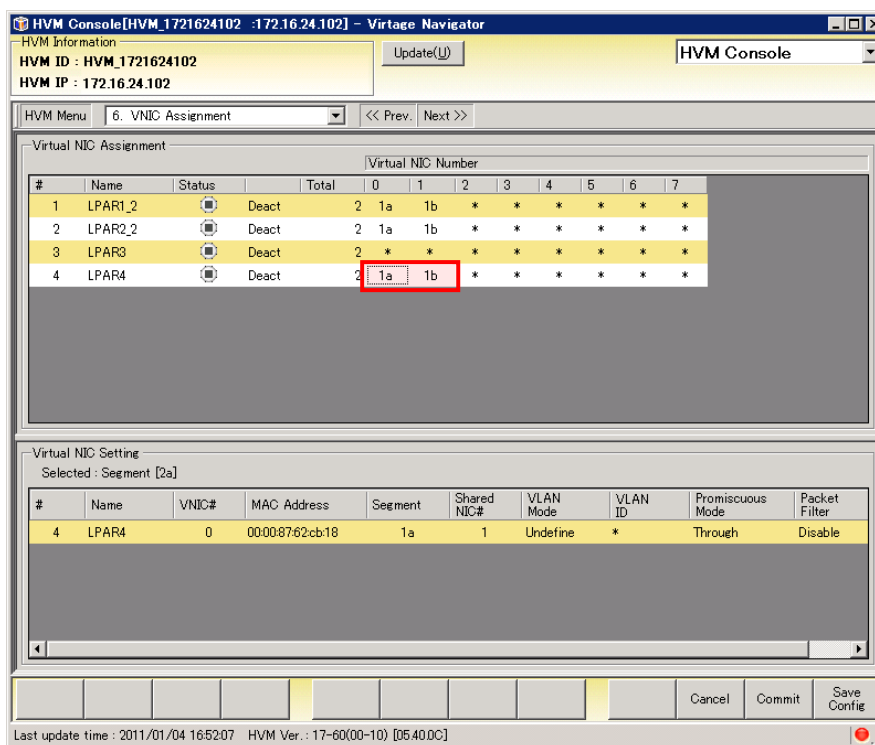 HVM Console[HVM_1721624102 :172.16.24.102] - Virtage Navigator
HVM Information
HVM ID : HVM_1721624102
HVM IP : 172.16.24.102
Update(U)
HVM Console
HVM Menu 6. VNIC Assignment << Prev. Next >>
Virtual NIC Assignment
Virtual NIC Number
# Name Status Total 0 1 2 3 4 5 6 7
1 LPAR1_2 Deact 2 1a 1b * * * * * *
2 LPAR2_2 Deact 2 1a 1b * * * * * *
3 LPAR3 Deact 2 * * * * * * * *
4 LPAR4 Deact 2 1a 1b * * * * * *
Virtual NIC Setting
Selected : Segment [2a]
# Name VNIC# MAC Address Segment Shared NIC# VLAN Mode VLAN ID Promiscuous Mode Packet Filter
4 LPAR4 0 00:00:87:62:cb:18 1a 1 Undefine * Through Disable
Cancel Commit Save Config
Last update time : 2011/01/04 16:52:07 HVM Ver. : 17-60(00-10) [05.40.0C]